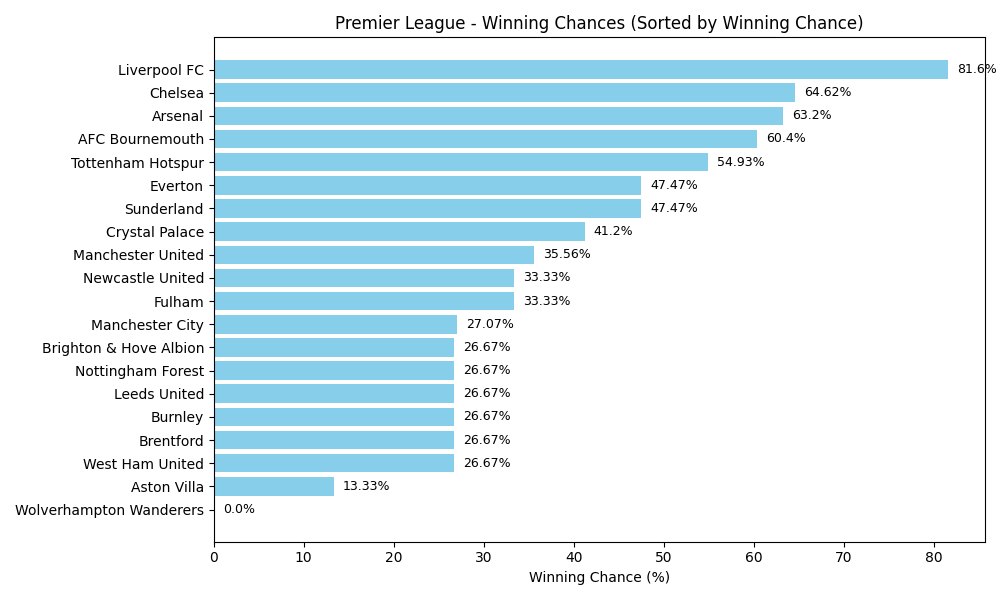 Premier League - Winning Chances (Sorted by Winning Chance)
Liverpool FC 81.6%
Chelsea 64.62%
Arsenal 63.2%
AFC Bournemouth 60.4%
Tottenham Hotspur 54.93%
Everton 47.47%
Sunderland 47.47%
Crystal Palace 41.2%
Manchester United 35.56%
Newcastle United 33.33%
Fulham 33.33%
Manchester City 27.07%
Brighton & Hove Albion 26.67%
Nottingham Forest 26.67%
Leeds United 26.67%
Burnley 26.67%
Brentford 26.67%
West Ham United 26.67%
Aston Villa 13.33%
Wolverhampton Wanderers 0.0%
0 10 20 30 40 50 60 70 80
Winning Chance (%)